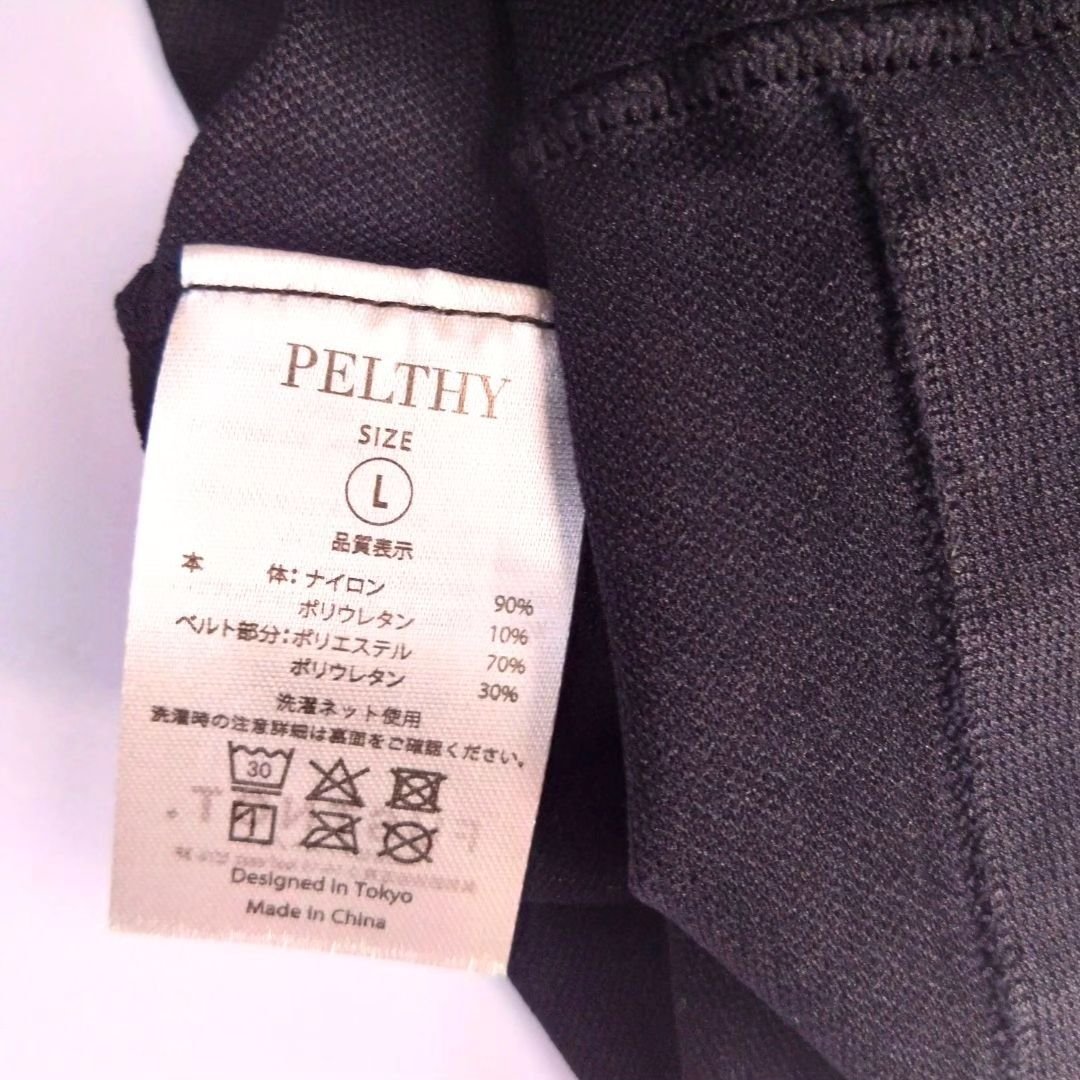 PELTHY
SIZE
L
品質表示
本 体：ナイロン 90%
ポリウレタン 10%
ベルト部分：ポリエステル 70%
ポリウレタン 30%
洗濯ネット使用
洗濯時の注意詳細は裏面をご確認ください。
30
Designed in Tokyo
Made in China